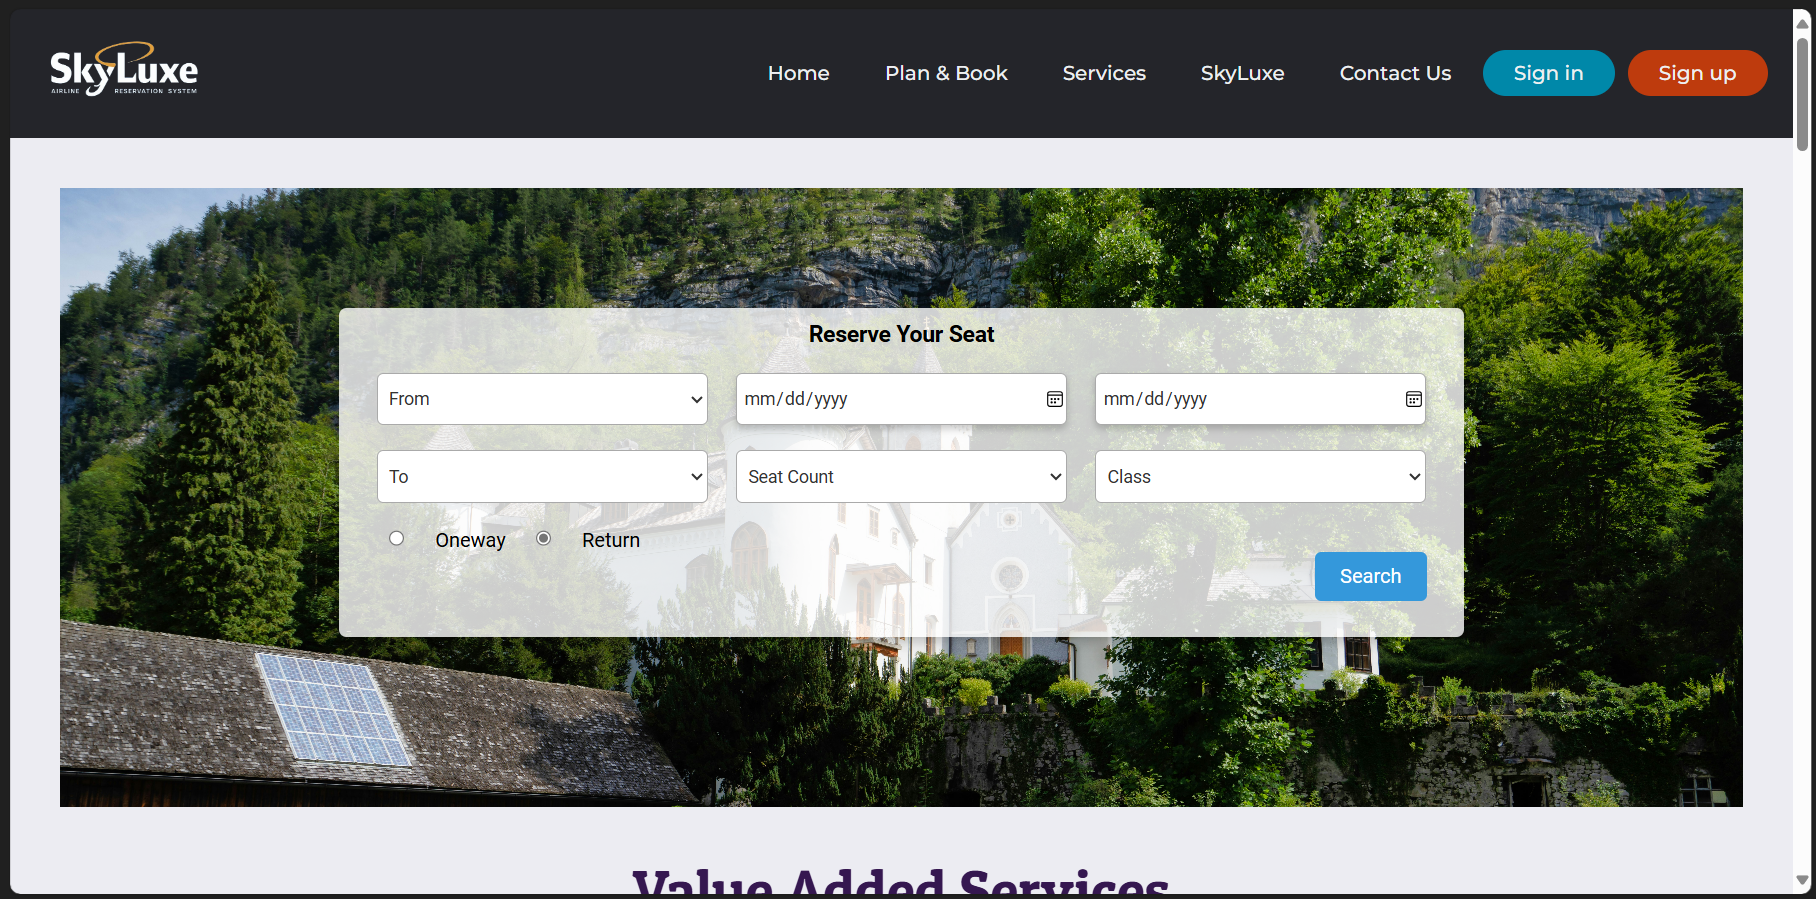 SkyLuxe
AIRLINE RESERVATION SYSTEM
Home Plan & Book Services SkyLuxe Contact Us Sign in Sign up
Reserve Your Seat
From mm/dd/yyyy mm/dd/yyyy
To Seat Count Class
Oneway Return
Search
Value Added Services